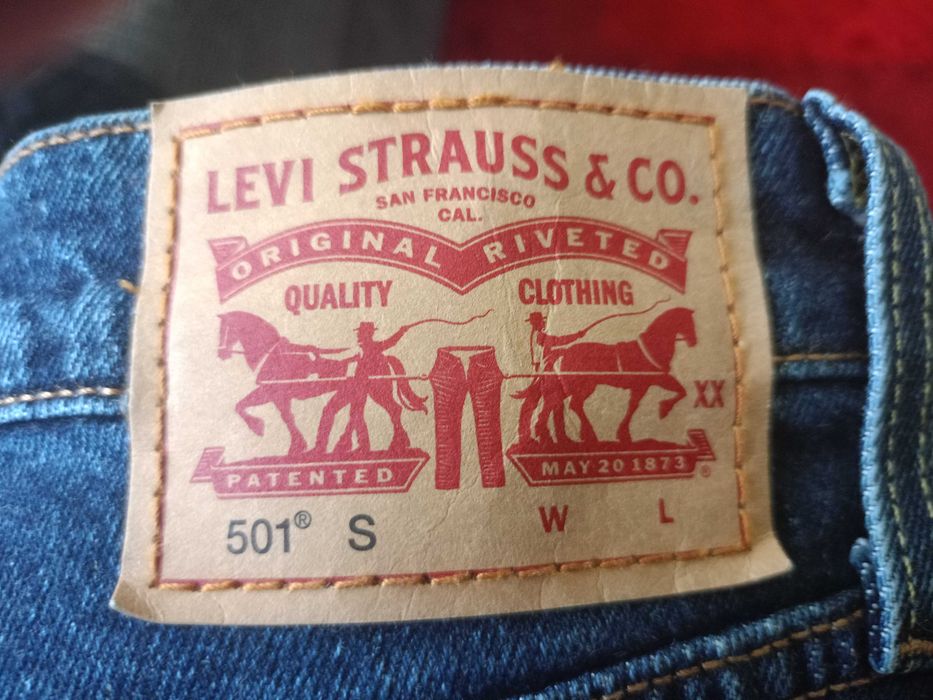 LEVI STRAUSS & CO.
SAN FRANCISCO
CAL.
ORIGINAL RIVETED
QUALITY CLOTHING
XX
PATENTED MAY 20 1873 ®
501® S W L